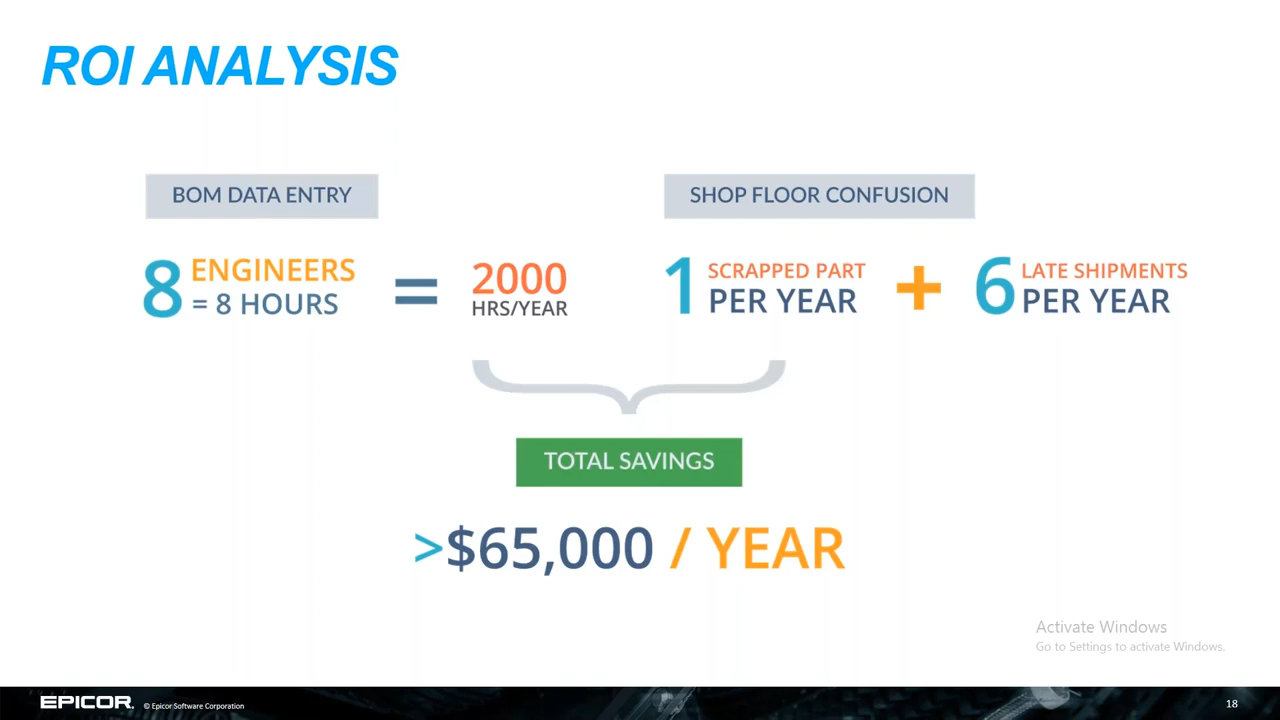 ROI ANALYSIS
BOM DATA ENTRY
8 ENGINEERS
= 8 HOURS
=
2000
HRS/YEAR
SHOP FLOOR CONFUSION
1 SCRAPPED PART
PER YEAR
+
6 LATE SHIPMENTS
PER YEAR
TOTAL SAVINGS
>$65,000 / YEAR
Activate Windows
Go to Settings to activate Windows.
EPICOR. © Epicor Software Corporation
18